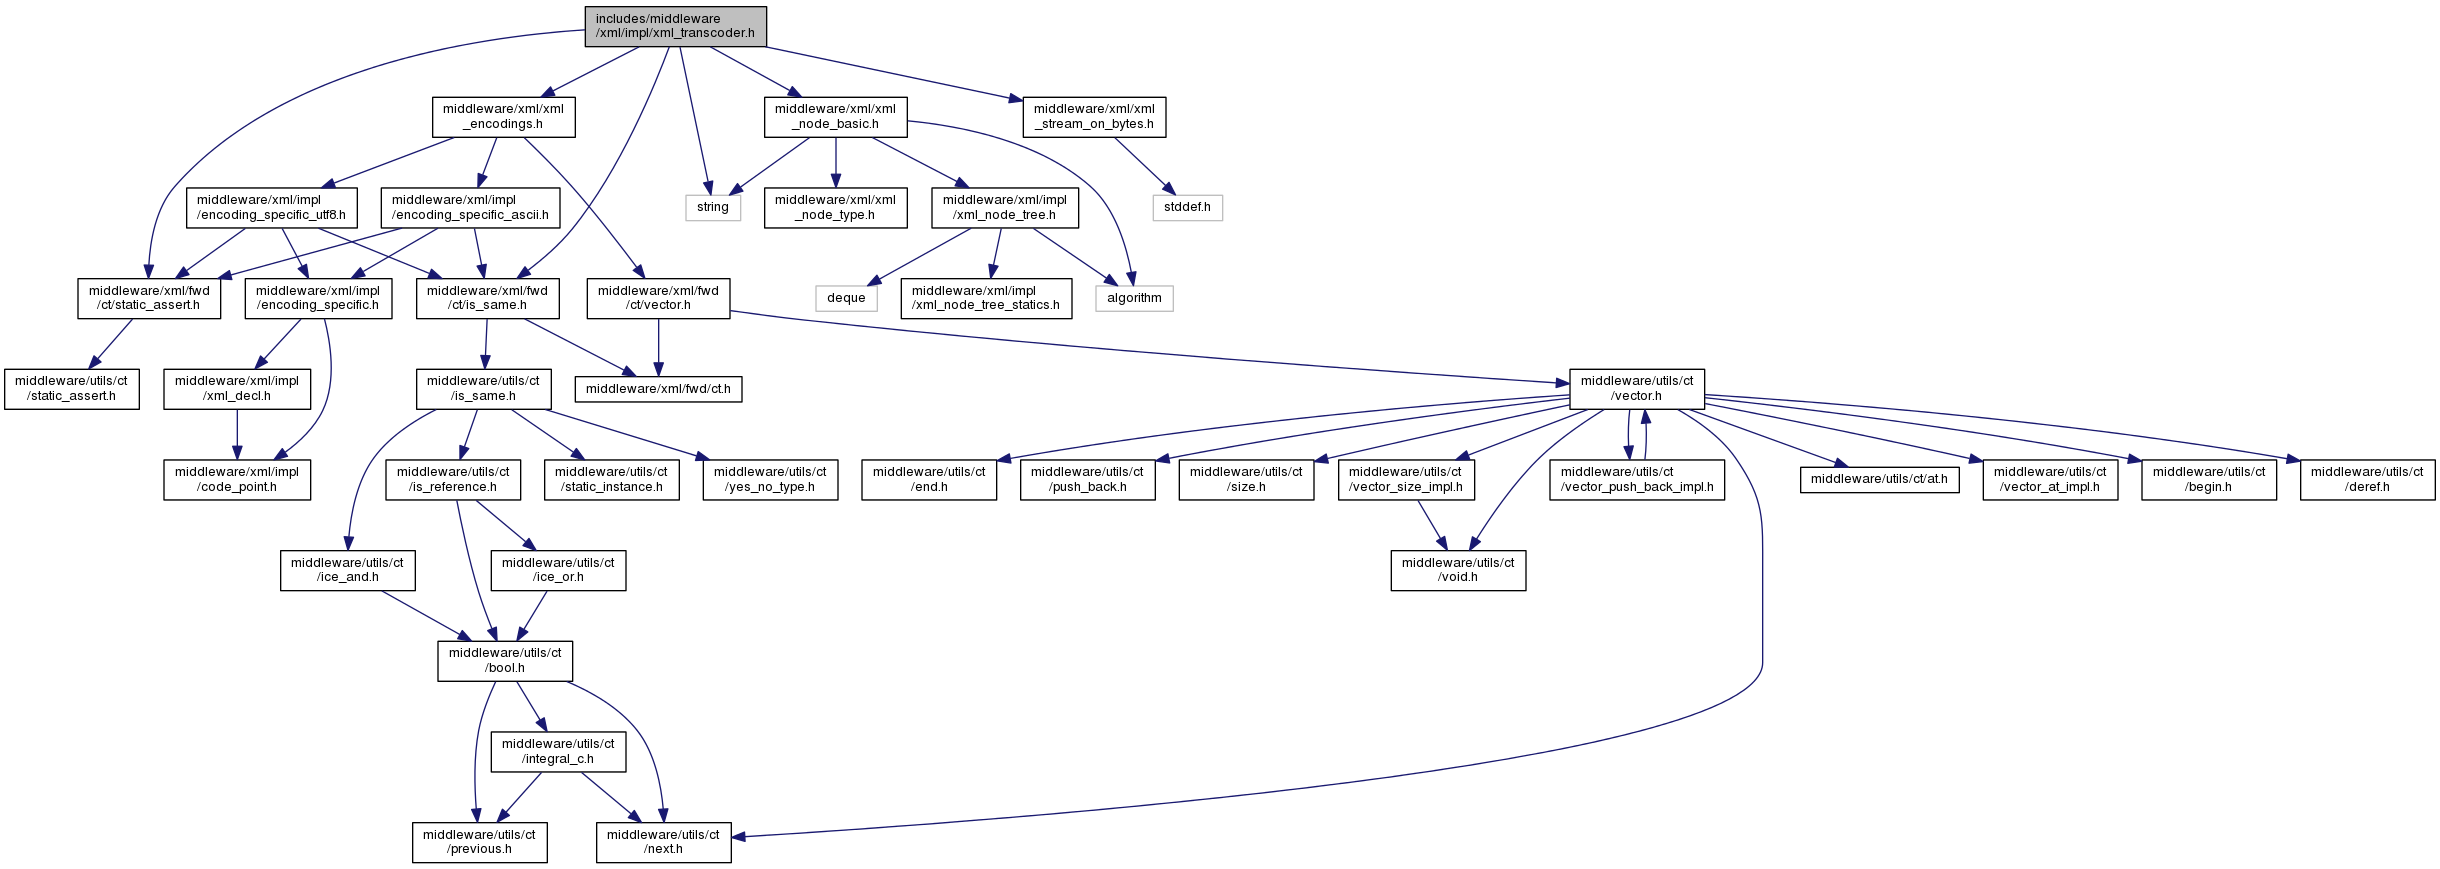 includes/middleware
/xml/impl/xml_transcoder.h
middleware/xml/xml
_encodings.h
middleware/xml/xml
_node_basic.h
middleware/xml/xml
_stream_on_bytes.h
middleware/xml/impl
/encoding_specific_utf8.h
middleware/xml/impl
/encoding_specific_ascii.h
string
middleware/xml/xml
_node_type.h
middleware/xml/impl
/xml_node_tree.h
stddef.h
middleware/xml/fwd
/ct/static_assert.h
middleware/xml/impl
/encoding_specific.h
middleware/xml/fwd
/ct/is_same.h
middleware/xml/fwd
/ct/vector.h
deque
middleware/xml/impl
/xml_node_tree_statics.h
algorithm
middleware/utils/ct
/static_assert.h
middleware/xml/impl
/xml_decl.h
middleware/utils/ct
/is_same.h
middleware/xml/fwd/ct.h
middleware/utils/ct
/vector.h
middleware/xml/impl
/code_point.h
middleware/utils/ct
/is_reference.h
middleware/utils/ct
/static_instance.h
middleware/utils/ct
/yes_no_type.h
middleware/utils/ct
/end.h
middleware/utils/ct
/push_back.h
middleware/utils/ct
/size.h
middleware/utils/ct
/vector_size_impl.h
middleware/utils/ct
/vector_push_back_impl.h
middleware/utils/ct/at.h
middleware/utils/ct
/vector_at_impl.h
middleware/utils/ct
/begin.h
middleware/utils/ct
/deref.h
middleware/utils/ct
/ice_and.h
middleware/utils/ct
/ice_or.h
middleware/utils/ct
/void.h
middleware/utils/ct
/bool.h
middleware/utils/ct
/integral_c.h
middleware/utils/ct
/previous.h
middleware/utils/ct
/next.h